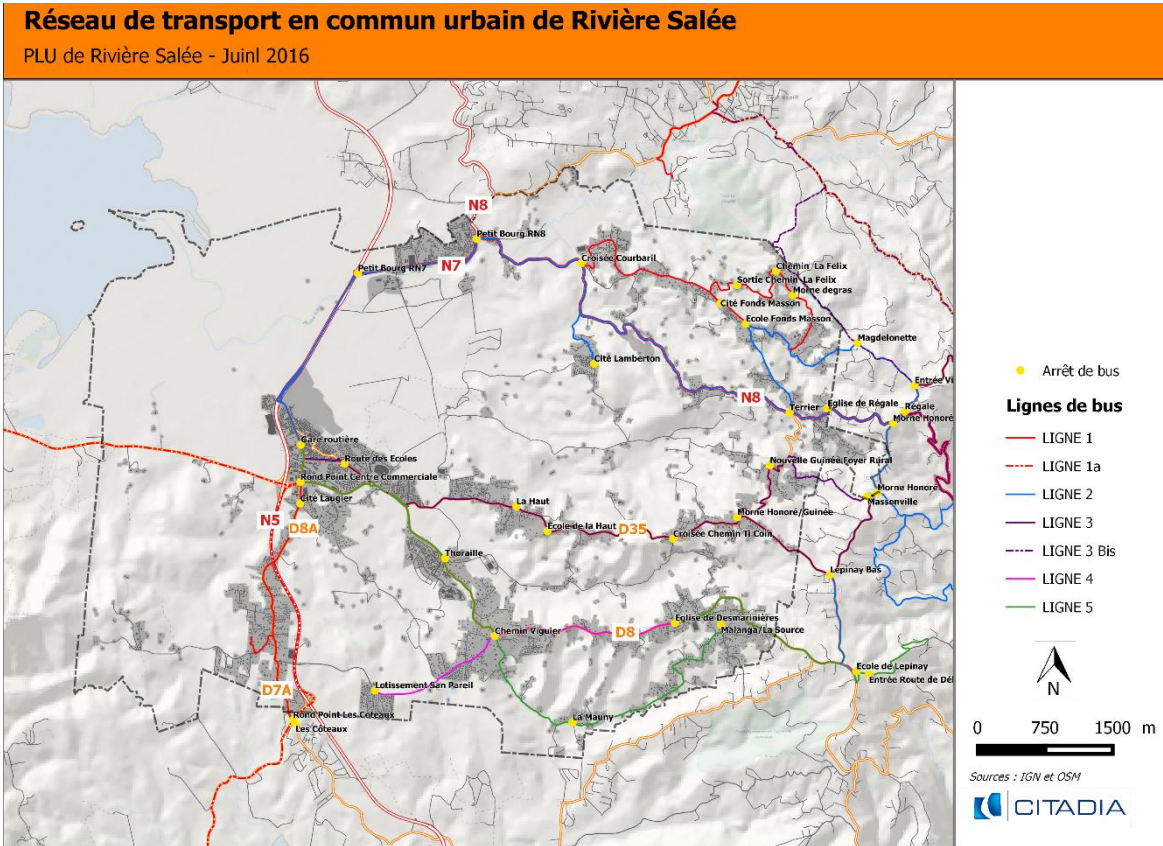 Réseau de transport en commun urbain de Rivière Salée
PLU de Rivière Salée - Juinl 2016
N8
Petit Bourg RN8
N7
Petit Bourg RN7
Croisée Courbaril
Chemin La Felix
Sortie Chemin La Felix
Morne degras
Cité Fonds Masson
Ecole Fonds Masson
Magdelonette
Cité Lamberton
Entrée Vi
N8
Terrier
Eglise de Régale
Régale
Morne Honoré
Gare routière
Route des Ecoles
Rond Point Centre Commerciale
Nouvelle Guinée
Foyer Rural
Cité Laugier
N5
D8A
La Haut
Morne Honoré
Massonville
Morne Honoré/Guinée
Ecole de la Haut
D35
Croisée Chemin Ti Coin
Thoraille
Lepinay Bas
Eglise de Desmarinières
Malanga/La Source
Chemin Viguier
D8
Ecole de Lepinay
Entrée Route de Dél
Lotissement San Pareil
D7A
Rond Point Les Coteaux
Les Côteaux
La Mauny
Arrêt de bus
Lignes de bus
LIGNE 1
LIGNE 1a
LIGNE 2
LIGNE 3
LIGNE 3 Bis
LIGNE 4
LIGNE 5
N
0 750 1500 m
Sources : IGN et OSM
CITADIA